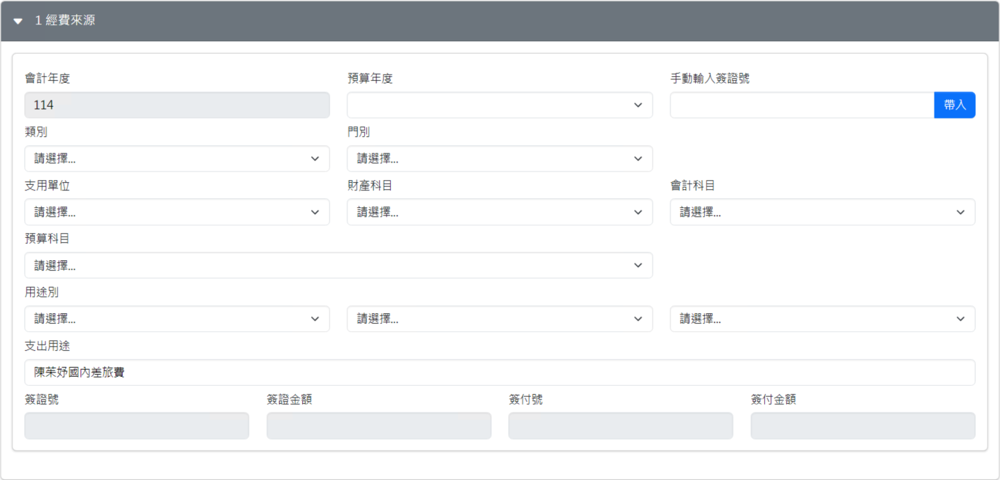 1 經費來源
會計年度 預算年度 手動輸入簽證號
114 帶入
類別 門別
請選擇... 請選擇...
支用單位 財產科目 會計科目
請選擇... 請選擇... 請選擇...
預算科目
請選擇...
用途別
請選擇... 請選擇... 請選擇...
支出用途
陳茱妤國內差旅費
簽證號 簽證金額 簽付號 簽付金額